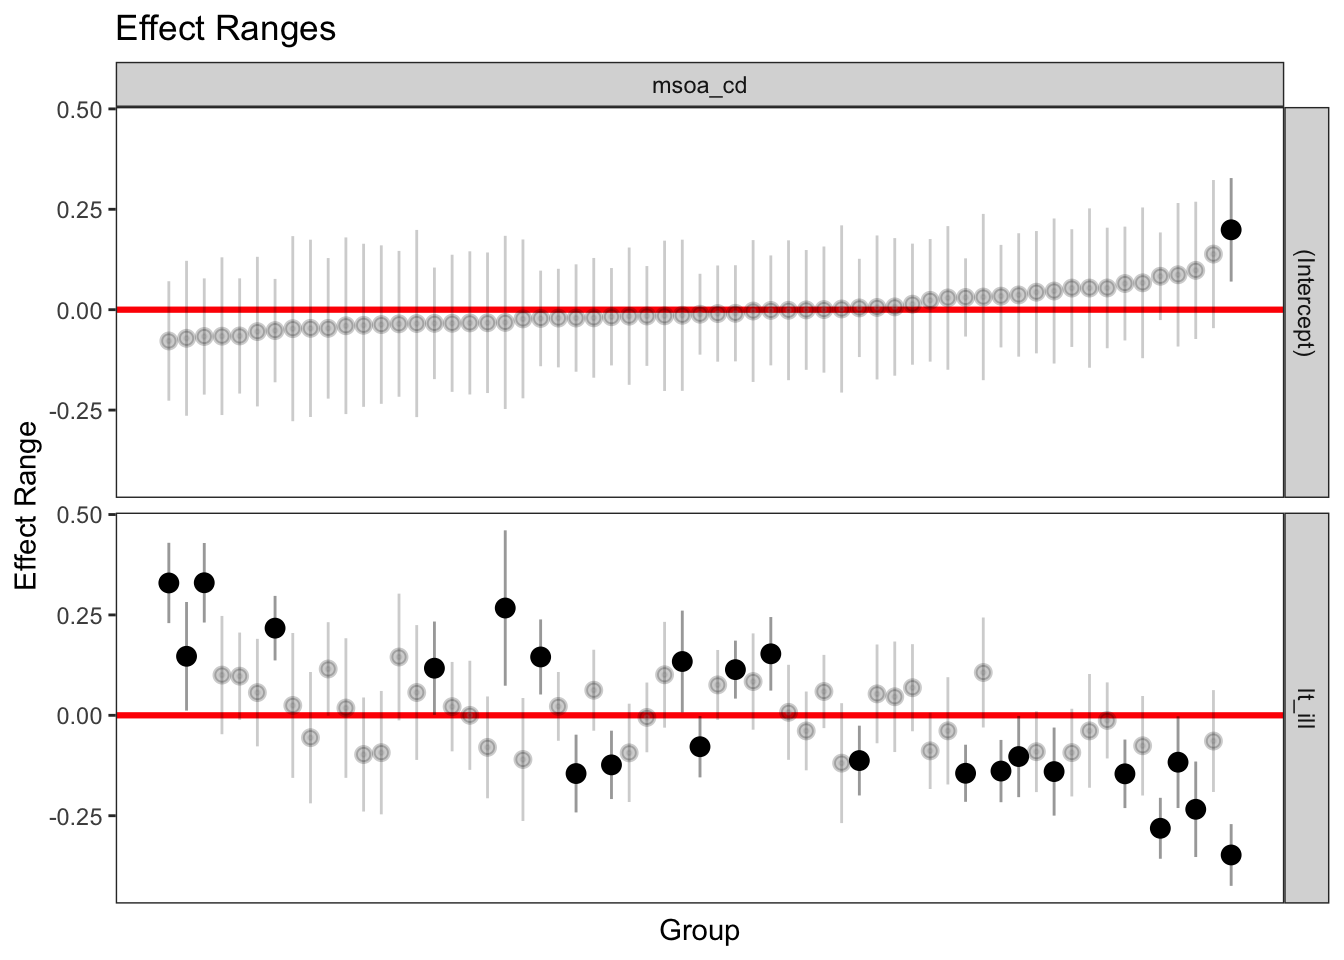 Effect Ranges
msoa_cd
0.50
0.25
0.00
-0.25
(Intercept)
Effect Range
0.50
0.25
0.00
-0.25
lt_ill
Group